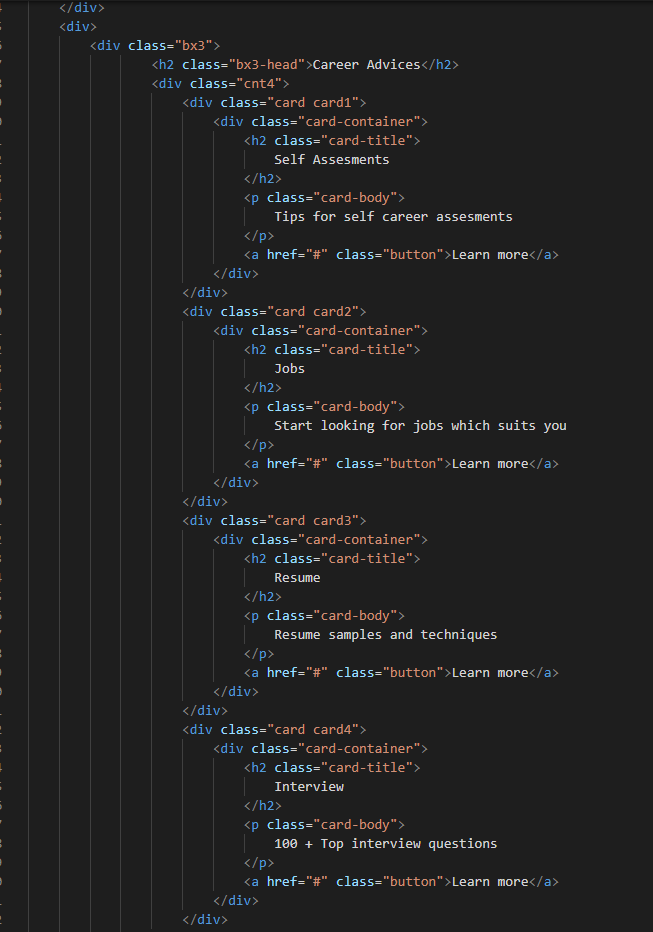 </div>
<div>
<div class="bx3">
<h2 class="bx3-head">Career Advices</h2>
<div class="cnt4">
<div class="card card1">
<div class="card-container">
<h2 class="card-title">
Self Assesments
</h2>
<p class="card-body">
Tips for self career assesments
</p>
<a href="#" class="button">Learn more</a>
</div>
</div>
<div class="card card2">
<div class="card-container">
<h2 class="card-title">
Jobs
</h2>
<p class="card-body">
Start looking for jobs which suits you
</p>
<a href="#" class="button">Learn more</a>
</div>
</div>
<div class="card card3">
<div class="card-container">
<h2 class="card-title">
Resume
</h2>
<p class="card-body">
Resume samples and techniques
</p>
<a href="#" class="button">Learn more</a>
</div>
</div>
<div class="card card4">
<div class="card-container">
<h2 class="card-title">
Interview
</h2>
<p class="card-body">
100 + Top interview questions
</p>
<a href="#" class="button">Learn more</a>
</div>
</div>